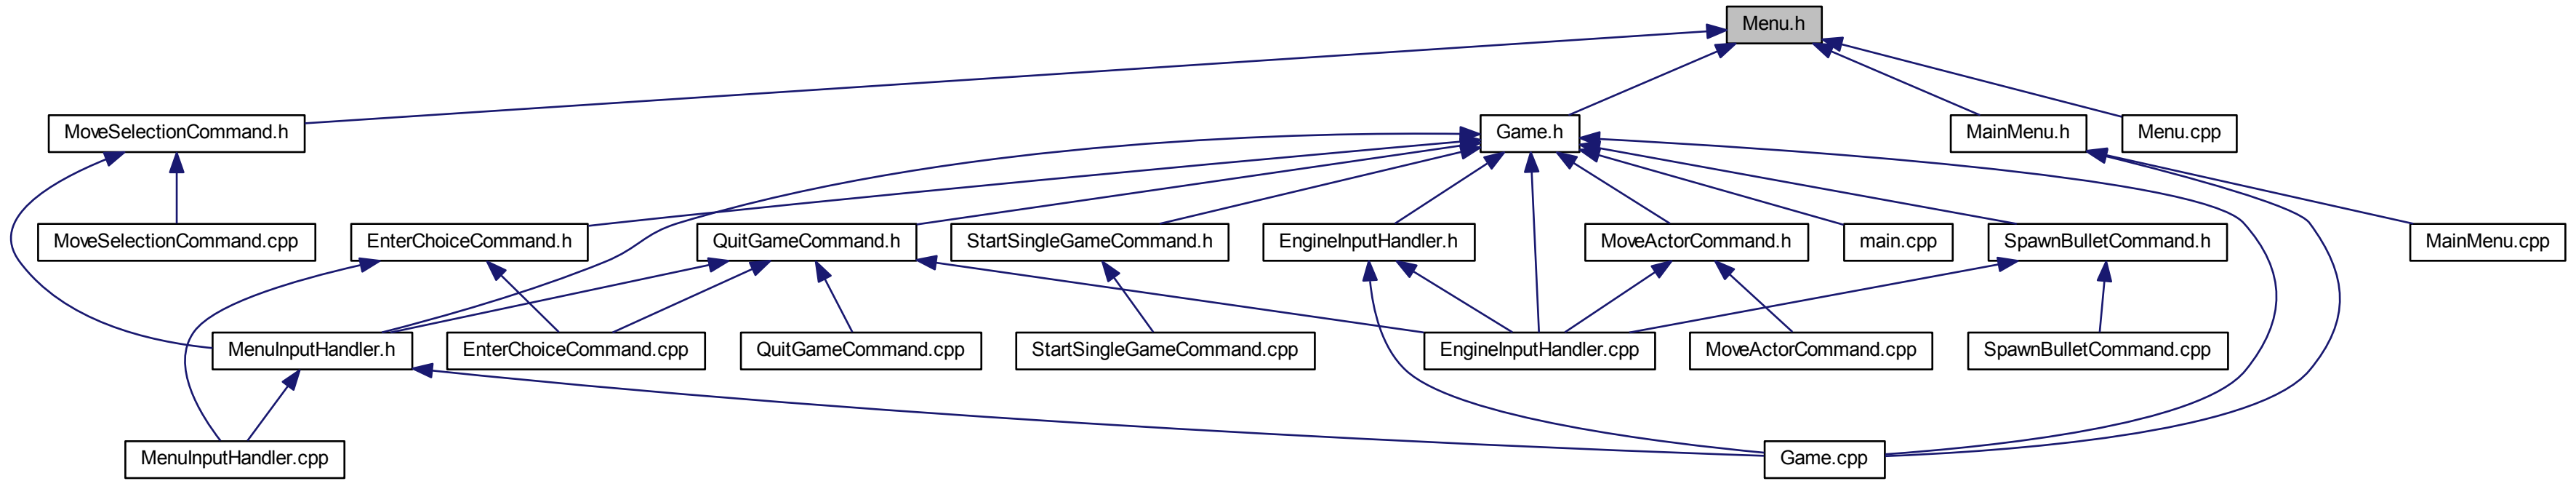 Menu.h
MoveSelectionCommand.h
Game.h
MainMenu.h
Menu.cpp
MoveSelectionCommand.cpp
EnterChoiceCommand.h
QuitGameCommand.h
StartSingleGameCommand.h
EngineInputHandler.h
MoveActorCommand.h
main.cpp
SpawnBulletCommand.h
MainMenu.cpp
MenuInputHandler.h
EnterChoiceCommand.cpp
QuitGameCommand.cpp
StartSingleGameCommand.cpp
EngineInputHandler.cpp
MoveActorCommand.cpp
SpawnBulletCommand.cpp
MenuInputHandler.cpp
Game.cpp